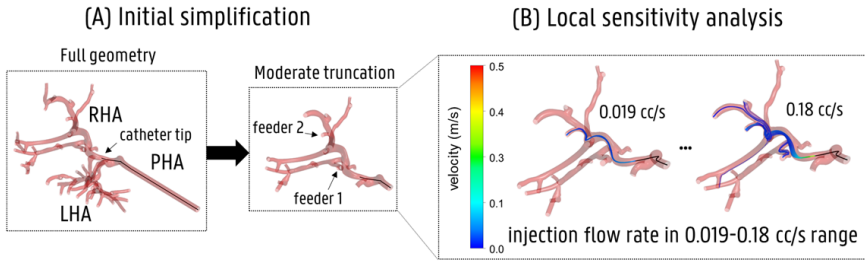 (A) Initial simplification
(B) Local sensitivity analysis
Full geometry
RHA
catheter tip
PHA
LHA
Moderate truncation
feeder 2
feeder 1
velocity (m/s)
0.5
0.4
0.3
0.2
0.1
0.0
0.019 cc/s
...
0.18 cc/s
injection flow rate in 0.019-0.18 cc/s range